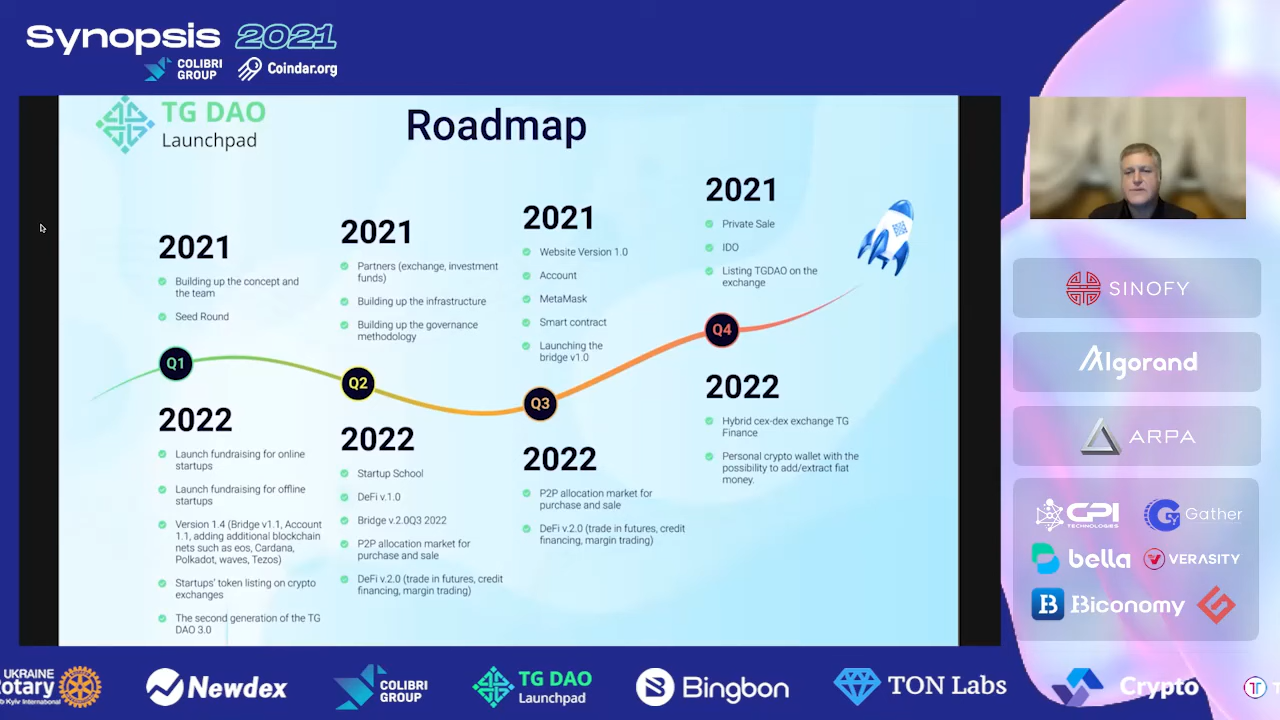 Synopsis 2021
COLIBRI
GROUP
Coindar.org
TG DAO
Launchpad
Roadmap
2021
Building up the concept and
the team
Seed Round
2021
Partners (exchange, investment
funds)
Building up the infrastructure
Building up the governance
methodology
2021
Website Version 1.0
Account
MetaMask
Smart contract
Launching the
bridge v1.0
2021
Private Sale
IDO
Listing TGDAO on the
exchange
Q1
Q2
Q3
Q4
2022
Launch fundraising for online
startups
Launch fundraising for offline
startups
Version 1.4 (Bridge v1.1, Account
1.1, adding additional blockchain
nets such as eos, Cardana,
Polkadot, waves, Tezos)
Startups' token listing on crypto
exchanges
The second generation of the TG
DAO 3.0
2022
Startup School
DeFi v.1.0
Bridge v.2.0Q3 2022
P2P allocation market for
purchase and sale
DeFi v.2.0 (trade in futures, credit
financing, margin trading)
2022
P2P allocation market for
purchase and sale
DeFi v.2.0 (trade in futures, credit
financing, margin trading)
2022
Hybrid cex-dex exchange TG
Finance
Personal crypto wallet with the
possibility to add/extract fiat
money.
SINOFY
Algorand
ARPA
CPI
TECHNOLOGIES
Gather
bella
VERASITY
Biconomy
UKRAINE
Rotary
Kyiv International
Newdex
COLIBRI
GROUP
TG DAO
Launchpad
Bingbon
TON Labs
Crypto